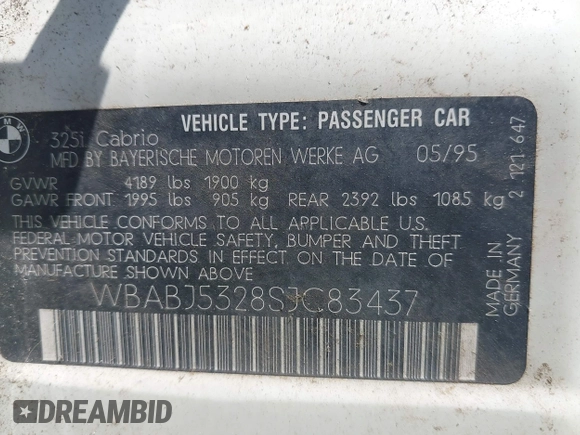 BMW
VEHICLE TYPE: PASSENGER CAR
325i Cabrio
MFD BY BAYERISCHE MOTOREN WERKE AG 05/95
GVWR 4189 lbs 1900 kg
GAWR FRONT 1995 lbs 905 kg REAR 2392 lbs 1085 kg
THIS VEHICLE CONFORMS TO ALL APPLICABLE U.S.
FEDERAL MOTOR VEHICLE SAFETY, BUMPER AND THEFT
PREVENTION STANDARDS IN EFFECT ON THE DATE OF
MANUFACTURE SHOWN ABOVE.
WBABJ5328SJC83437
2 121 647
MADE IN
GERMANY
DREAMBID